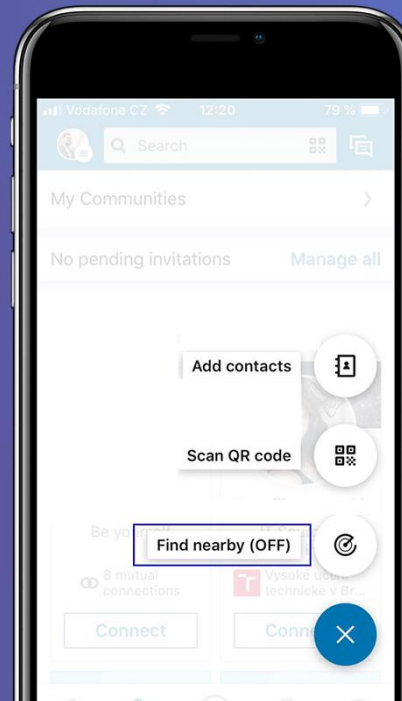 Vodafone CZ 12:20 79 %
Search
My Communities
No pending invitations Manage all
Add contacts
Scan QR code
Find nearby (OFF)
8 mutual
connections
Vysoké učení
technické v Br...
Connect